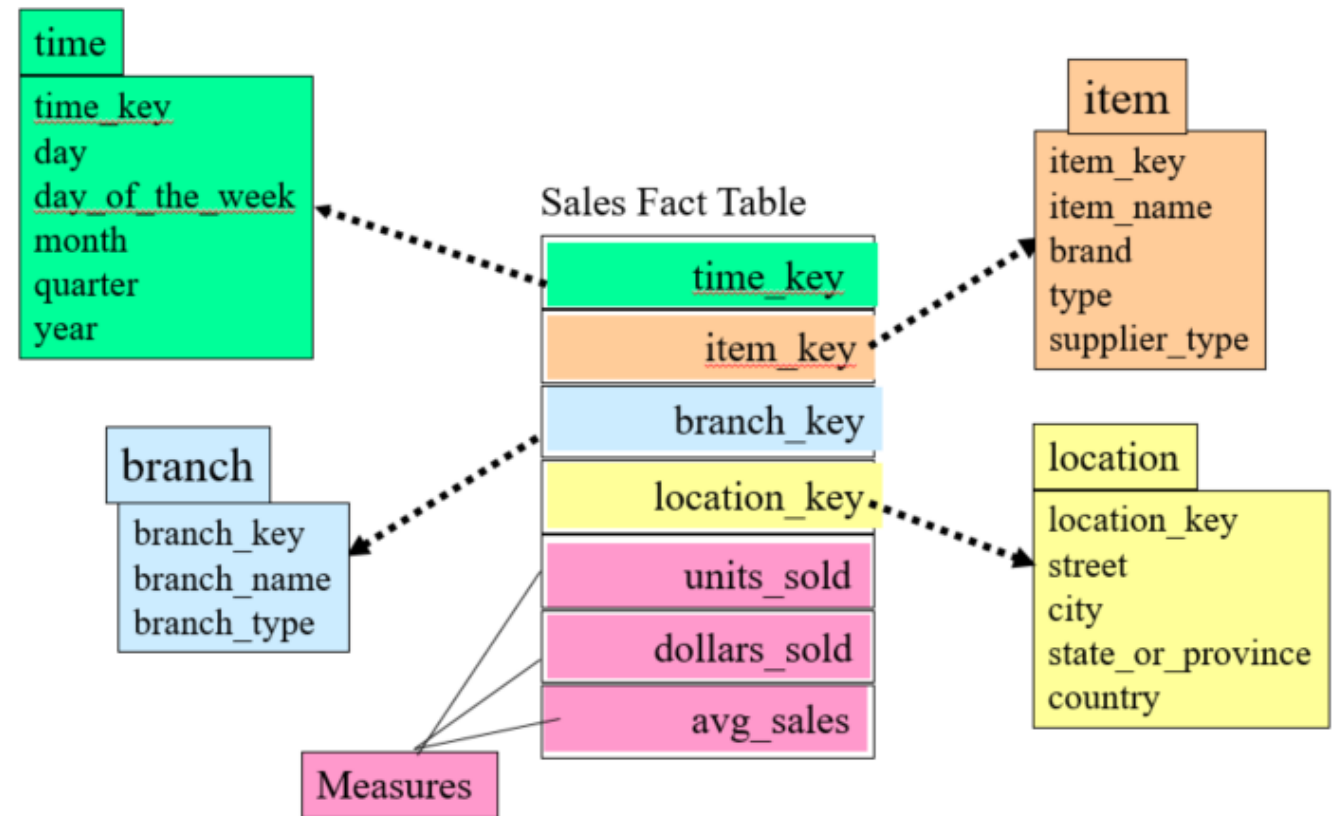 time
time_key
day
day_of_the_week
month
quarter
year
item
item_key
item_name
brand
type
supplier_type
Sales Fact Table
time_key
item_key
branch_key
location_key
units_sold
dollars_sold
avg_sales
branch
branch_key
branch_name
branch_type
location
location_key
street
city
state_or_province
country
Measures